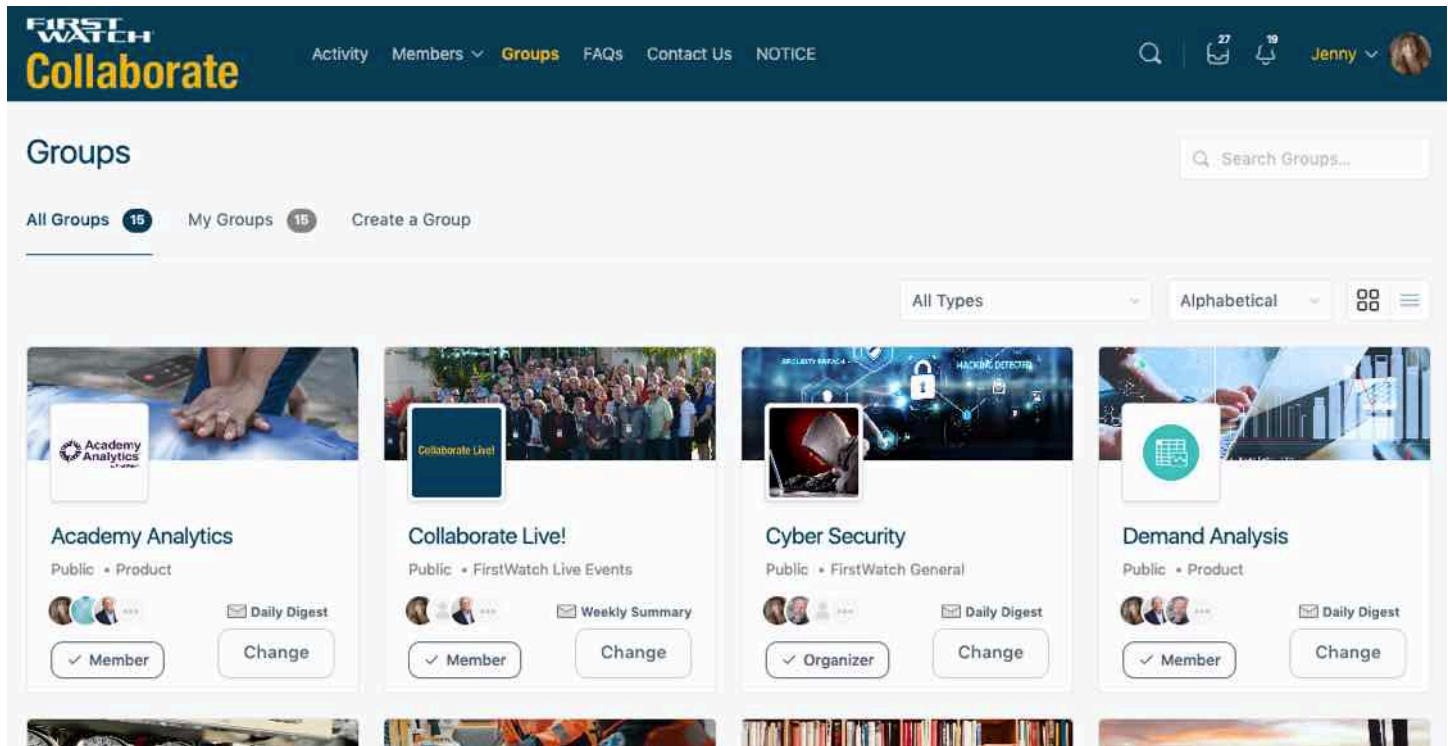 FIRST
WATCH
Collaborate
Activity Members Groups FAQs Contact Us NOTICE
27 19 Jenny
Groups
Search Groups...
All Groups 15 My Groups 15 Create a Group
All Types Alphabetical
SECURITY BREACH
HACKING DETECTED
Academy
Analytics
Collaborate Live!
Academy Analytics
Public • Product
Daily Digest
Member
Change
Collaborate Live!
Public • FirstWatch Live Events
Weekly Summary
Member
Change
Cyber Security
Public • FirstWatch General
Daily Digest
Organizer
Change
Demand Analysis
Public • Product
Daily Digest
Member
Change